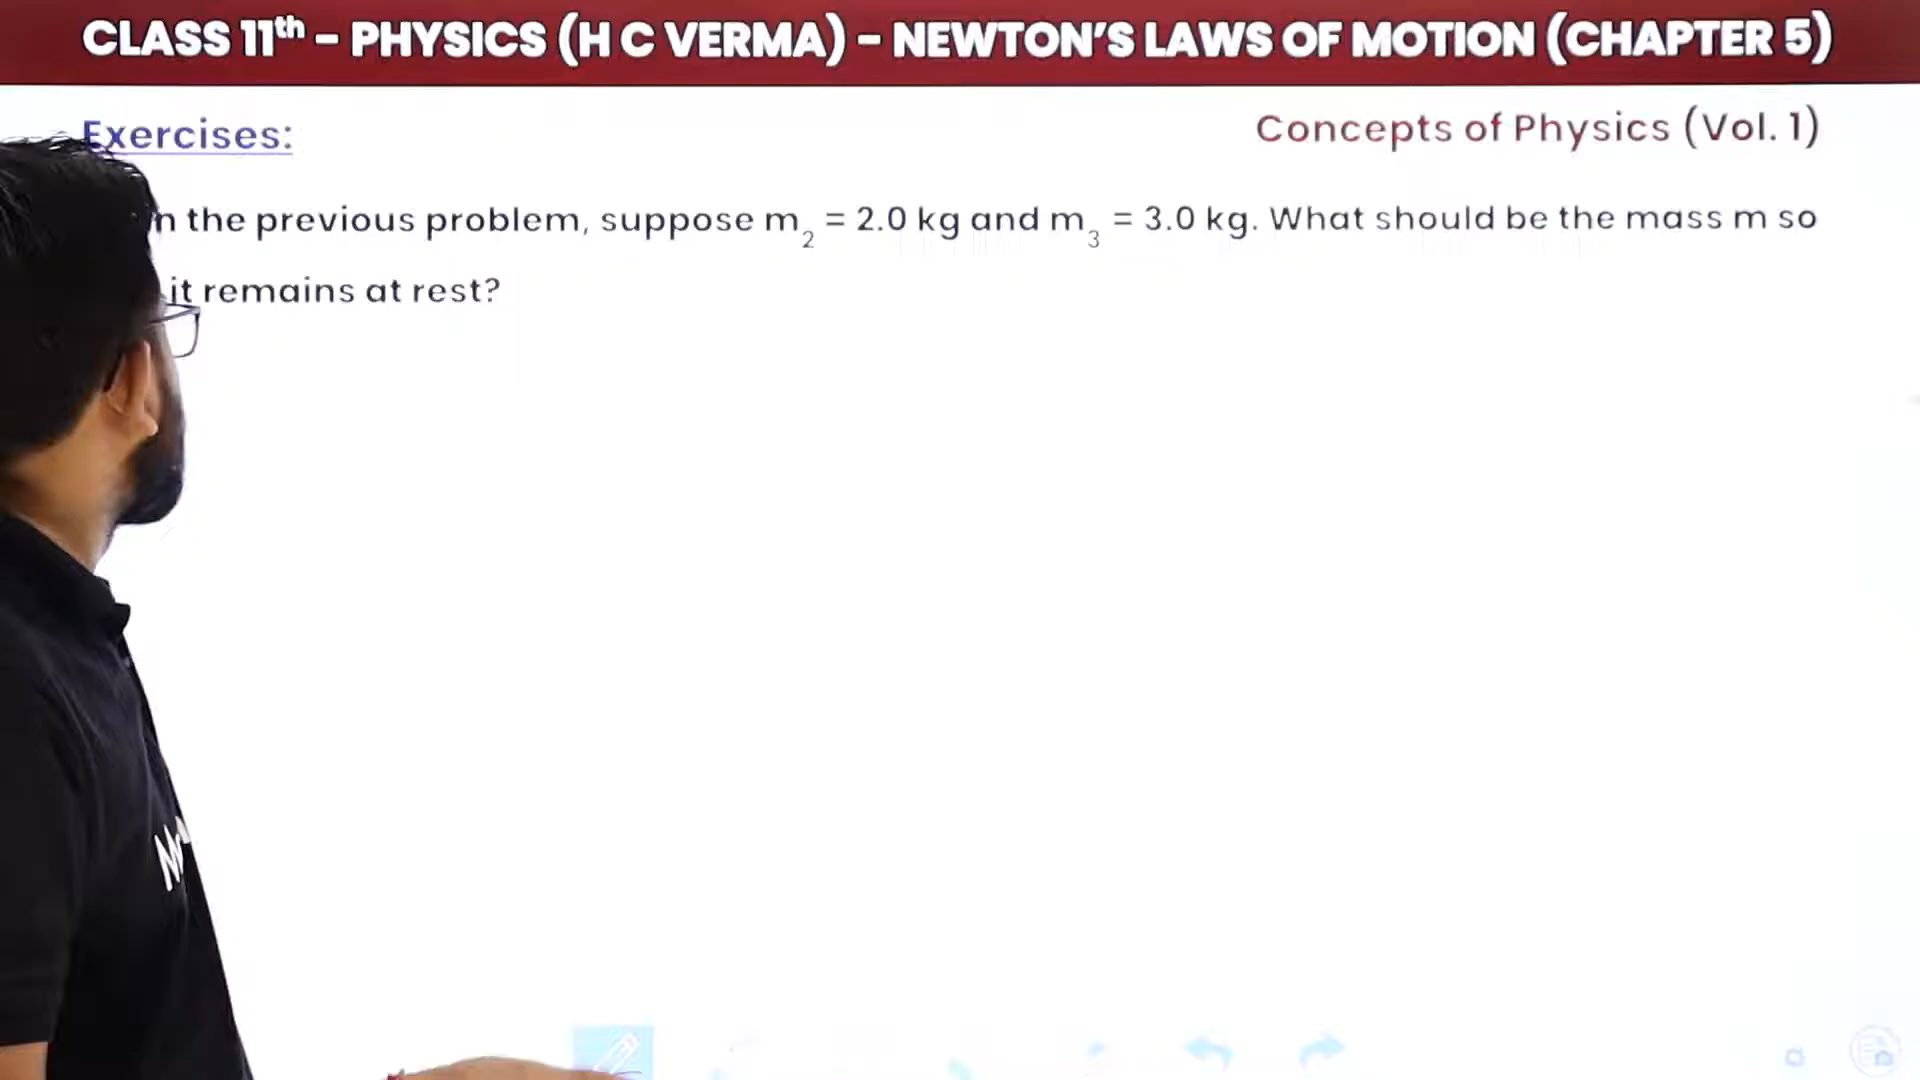 CLASS 11th - PHYSICS (H C VERMA) - NEWTON'S LAWS OF MOTION (CHAPTER 5)
Exercises:
Concepts of Physics (Vol. 1)
n the previous problem, suppose m2 = 2.0 kg and m3 = 3.0 kg. What should be the mass m so
it remains at rest?